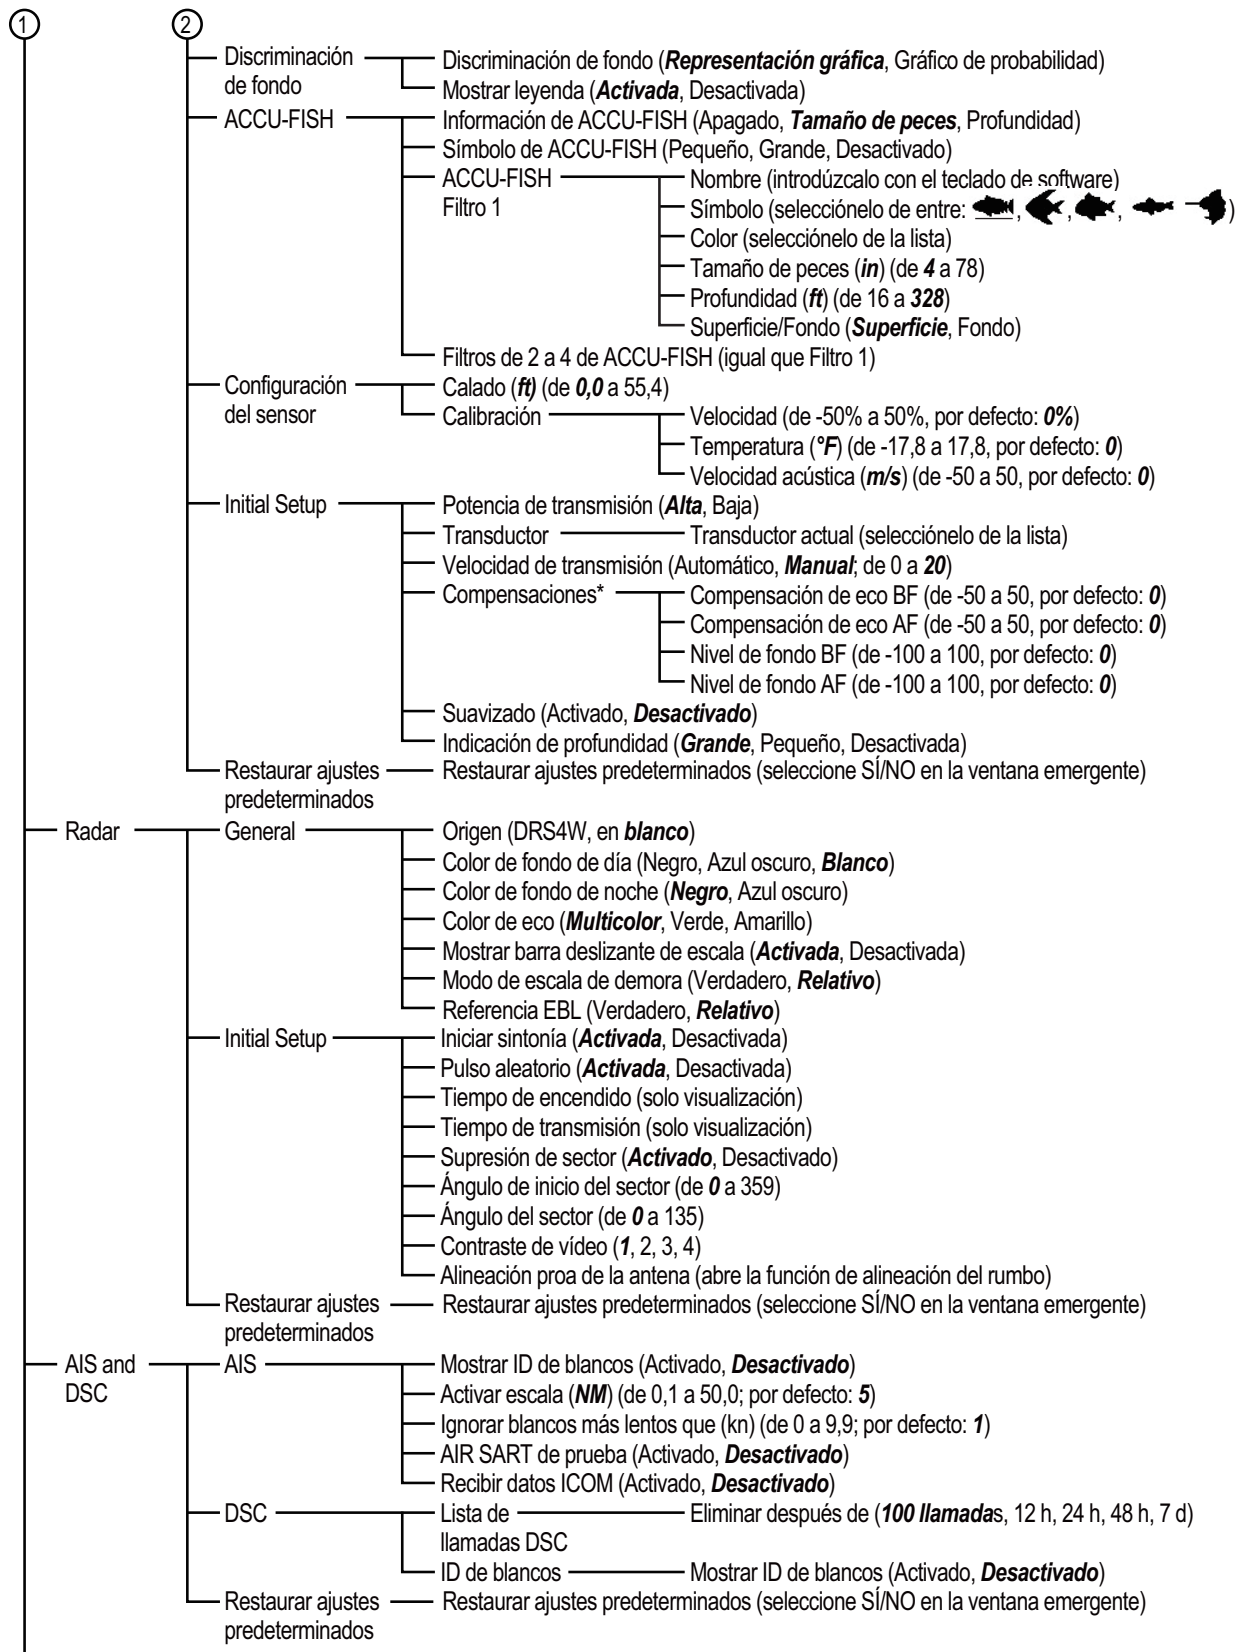 1 2
Discriminación Discriminación de fondo (Representación gráfica, Gráfico de probabilidad)
de fondo Mostrar leyenda (Activada, Desactivada)
ACCU-FISH Información de ACCU-FISH (Apagado, Tamaño de peces, Profundidad)
Símbolo de ACCU-FISH (Pequeño, Grande, Desactivado)
ACCU-FISH Nombre (introdúzcalo con el teclado de software)
Filtro 1 Símbolo (selecciónelo de entre: , , , )
Color (selecciónelo de la lista)
Tamaño de peces (in) (de 4 a 78)
Profundidad (ft) (de 16 a 328)
Superficie/Fondo (Superficie, Fondo)
Filtros de 2 a 4 de ACCU-FISH (igual que Filtro 1)
Configuración Calado (ft) (de 0,0 a 55,4)
del sensor Calibración Velocidad (de -50% a 50%, por defecto: 0%)
Temperatura (°F) (de -17,8 a 17,8, por defecto: 0)
Velocidad acústica (m/s) (de -50 a 50, por defecto: 0)
Initial Setup Potencia de transmisión (Alta, Baja)
Transductor Transductor actual (selecciónelo de la lista)
Velocidad de transmisión (Automático, Manual; de 0 a 20)
Compensaciones* Compensación de eco BF (de -50 a 50, por defecto: 0)
Compensación de eco AF (de -50 a 50, por defecto: 0)
Nivel de fondo BF (de -100 a 100, por defecto: 0)
Nivel de fondo AF (de -100 a 100, por defecto: 0)
Suavizado (Activado, Desactivado)
Indicación de profundidad (Grande, Pequeño, Desactivada)
Restaurar ajustes Restaurar ajustes predeterminados (seleccione SÍ/NO en la ventana emergente)
predeterminados
Radar General Origen (DRS4W, en blanco)
Color de fondo de día (Negro, Azul oscuro, Blanco)
Color de fondo de noche (Negro, Azul oscuro)
Color de eco (Multicolor, Verde, Amarillo)
Mostrar barra deslizante de escala (Activada, Desactivada)
Modo de escala de demora (Verdadero, Relativo)
Referencia EBL (Verdadero, Relativo)
Initial Setup Iniciar sintonía (Activada, Desactivada)
Pulso aleatorio (Activada, Desactivada)
Tiempo de encendido (solo visualización)
Tiempo de transmisión (solo visualización)
Supresión de sector (Activado, Desactivado)
Ángulo de inicio del sector (de 0 a 359)
Ángulo del sector (de 0 a 135)
Contraste de vídeo (1, 2, 3, 4)
Alineación proa de la antena (abre la función de alineación del rumbo)
Restaurar ajustes Restaurar ajustes predeterminados (seleccione SÍ/NO en la ventana emergente)
predeterminados
AIS and AIS Mostrar ID de blancos (Activado, Desactivado)
DSC Activar escala (NM) (de 0,1 a 50,0; por defecto: 5)
Ignorar blancos más lentos que (kn) (de 0 a 9,9; por defecto: 1)
AIR SART de prueba (Activado, Desactivado)
Recibir datos ICOM (Activado, Desactivado)
DSC Lista de Eliminar después de (100 llamadas, 12 h, 24 h, 48 h, 7 d)
llamadas DSC
ID de blancos Mostrar ID de blancos (Activado, Desactivado)
Restaurar ajustes Restaurar ajustes predeterminados (seleccione SÍ/NO en la ventana emergente)
predeterminados